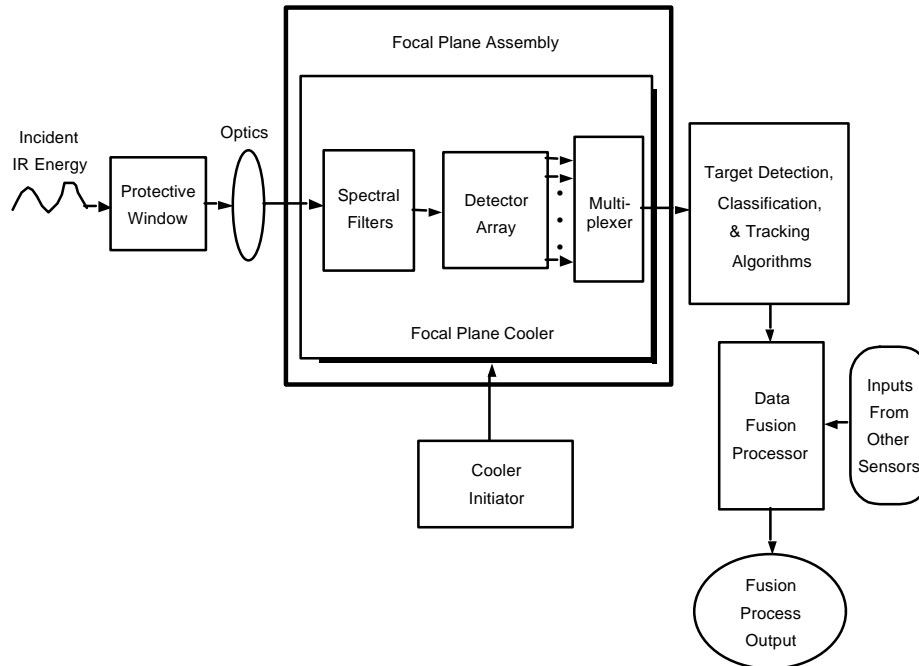 Focal Plane Assembly
Incident
IR Energy
Protective
Window
Optics
Spectral
Filters
Detector
Array
Multi-
plexer
Focal Plane Cooler
Cooler
Initiator
Target Detection,
Classification,
& Tracking
Algorithms
Data
Fusion
Processor
Inputs
From
Other
Sensors
Fusion
Process
Output